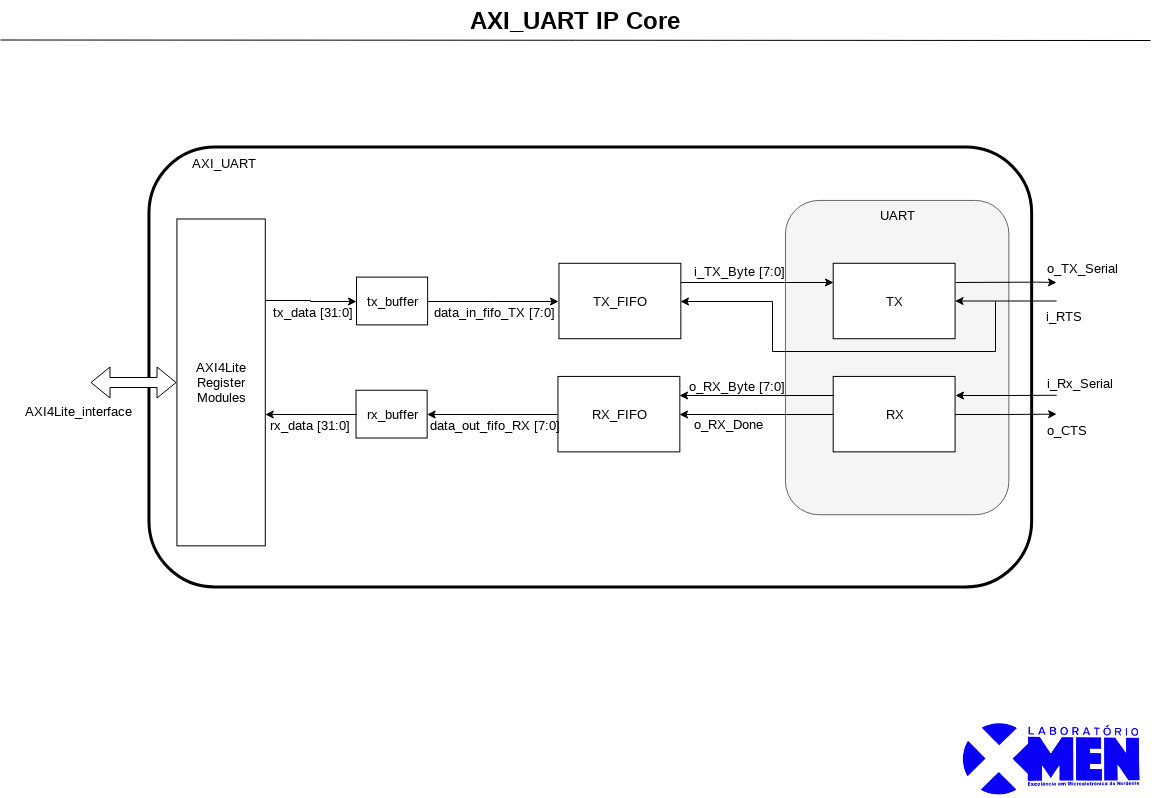 AXI_UART IP Core
AXI_UART
UART
i_TX_Byte [7:0]
o_TX_Serial
tx_buffer
TX_FIFO
TX
tx_data [31:0]
data_in_fifo_TX [7:0]
i_RTS
AXI4Lite
Register
Modules
AXI4Lite_interface
o_RX_Byte [7:0]
i_Rx_Serial
rx_buffer
RX_FIFO
RX
rx_data [31:0]
data_out_fifo_RX [7:0]
o_RX_Done
o_CTS
LABORATÓRIO
XMEN
Excelência em Microeletrônica do Nordeste